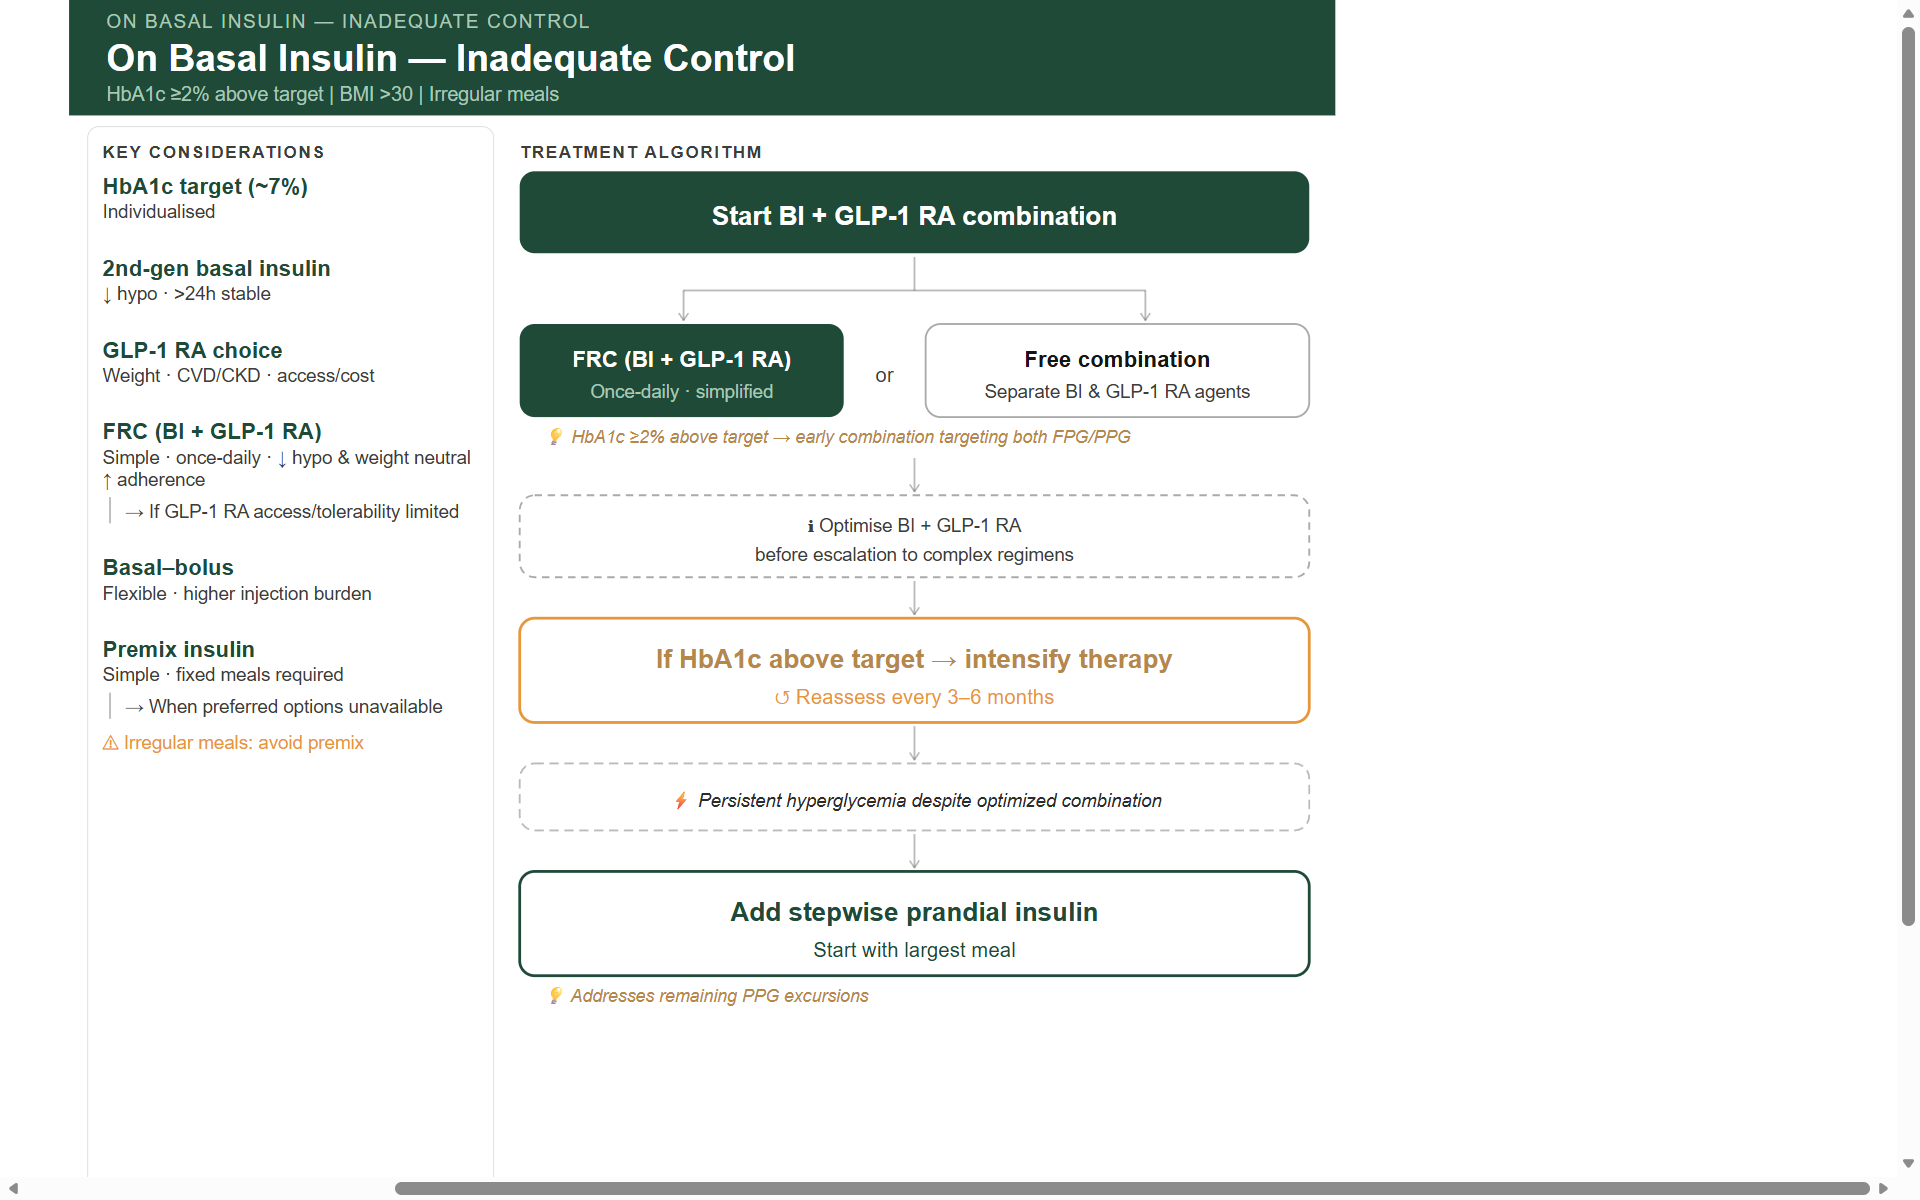 ON BASAL INSULIN — INADEQUATE CONTROL
On Basal Insulin — Inadequate Control
HbA1c ≥2% above target | BMI >30 | Irregular meals
KEY CONSIDERATIONS
HbA1c target (~7%)
Individualised
2nd-gen basal insulin
↓ hypo · >24h stable
GLP-1 RA choice
Weight · CVD/CKD · access/cost
FRC (BI + GLP-1 RA)
Simple · once-daily · ↓ hypo & weight neutral
↑ adherence
→ If GLP-1 RA access/tolerability limited
Basal–bolus
Flexible · higher injection burden
Premix insulin
Simple · fixed meals required
→ When preferred options unavailable
⚠ Irregular meals: avoid premix
TREATMENT ALGORITHM
Start BI + GLP-1 RA combination
FRC (BI + GLP-1 RA)
Once-daily · simplified
or
Free combination
Separate BI & GLP-1 RA agents
💡 HbA1c ≥2% above target → early combination targeting both FPG/PPG
ℹ Optimise BI + GLP-1 RA
before escalation to complex regimens
If HbA1c above target → intensify therapy
↺ Reassess every 3–6 months
⚡ Persistent hyperglycemia despite optimized combination
Add stepwise prandial insulin
Start with largest meal
💡 Addresses remaining PPG excursions